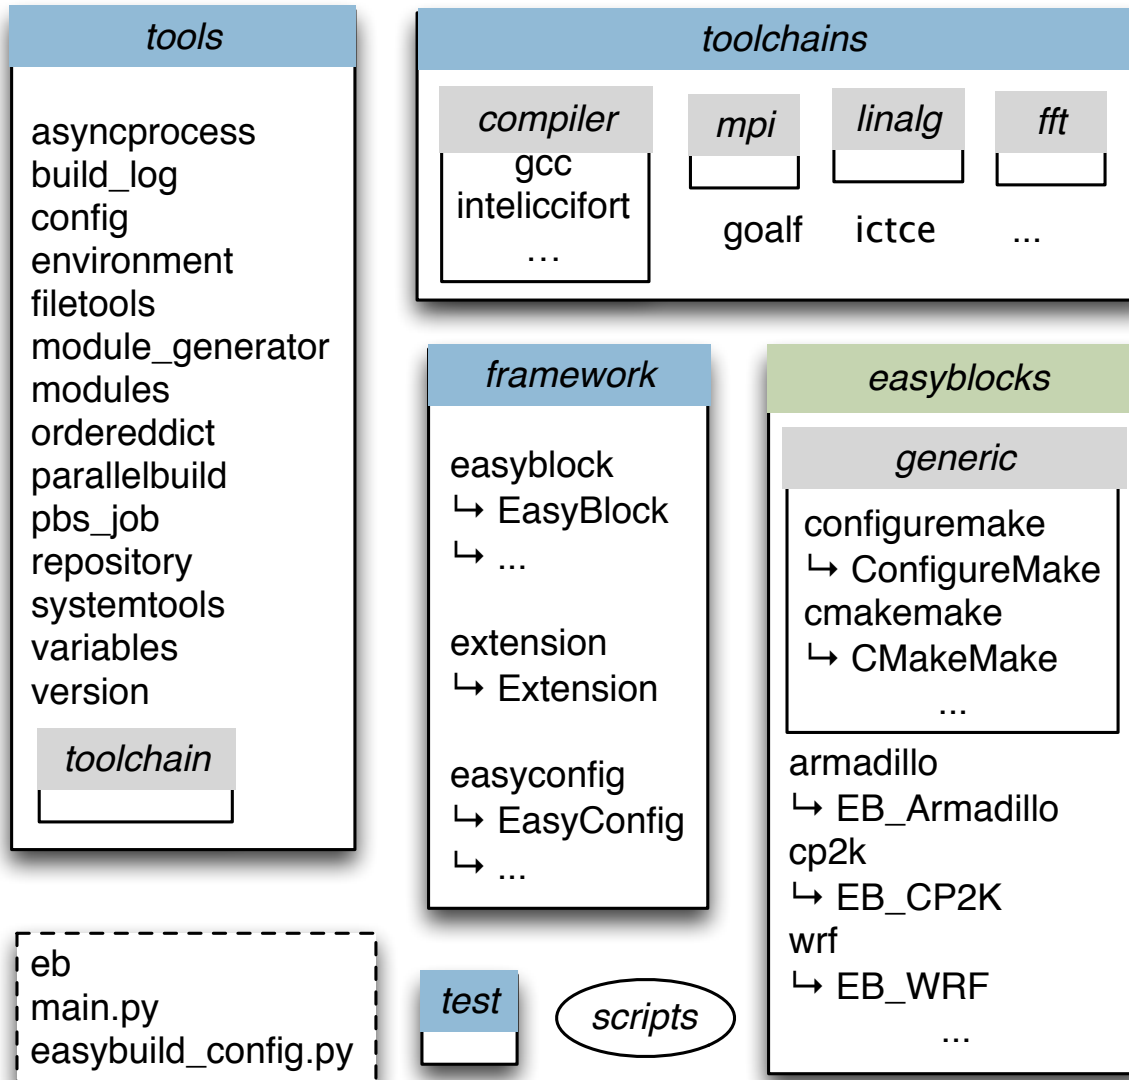 tools
asyncprocess
build_log
config
environment
filetools
module_generator
modules
ordereddict
parallelbuild
pbs_job
repository
systemtools
variables
version
toolchain
toolchains
compiler
gcc
inteliccifort
...
mpi
linalg
fft
goalf ictce ...
framework
easyblock
↳ EasyBlock
↳ ...
extension
↳ Extension
easyconfig
↳ EasyConfig
↳ ...
easyblocks
generic
configuremake
↳ ConfigureMake
cmakemake
↳ CMakeMake
...
armadillo
↳ EB_Armadillo
cp2k
↳ EB_CP2K
wrf
↳ EB_WRF
...
eb
main.py
easybuild_config.py
test
scripts